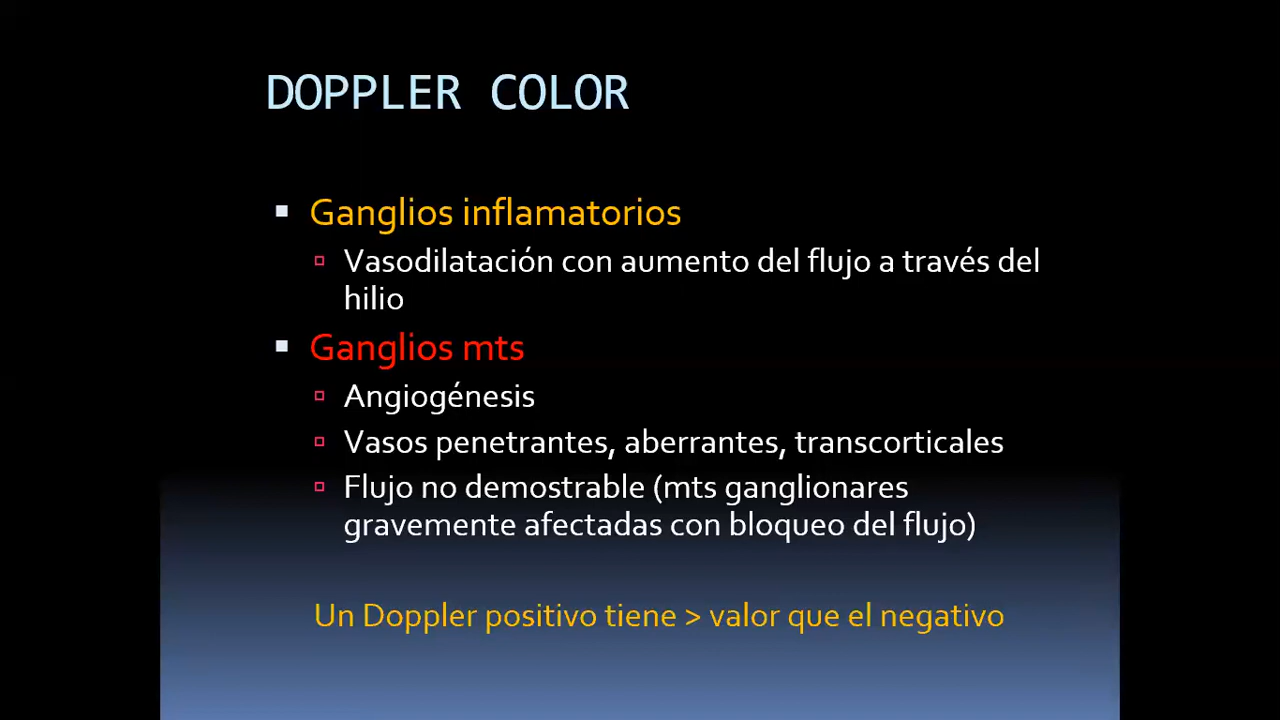 DOPPLER COLOR
Ganglios inflamatorios
Vasodilatación con aumento del flujo a través del
hilio
Ganglios mts
Angiogénesis
Vasos penetrantes, aberrantes, transcorticales
Flujo no demostrable (mts ganglionares
gravemente afectadas con bloqueo del flujo)
Un Doppler positivo tiene > valor que el negativo